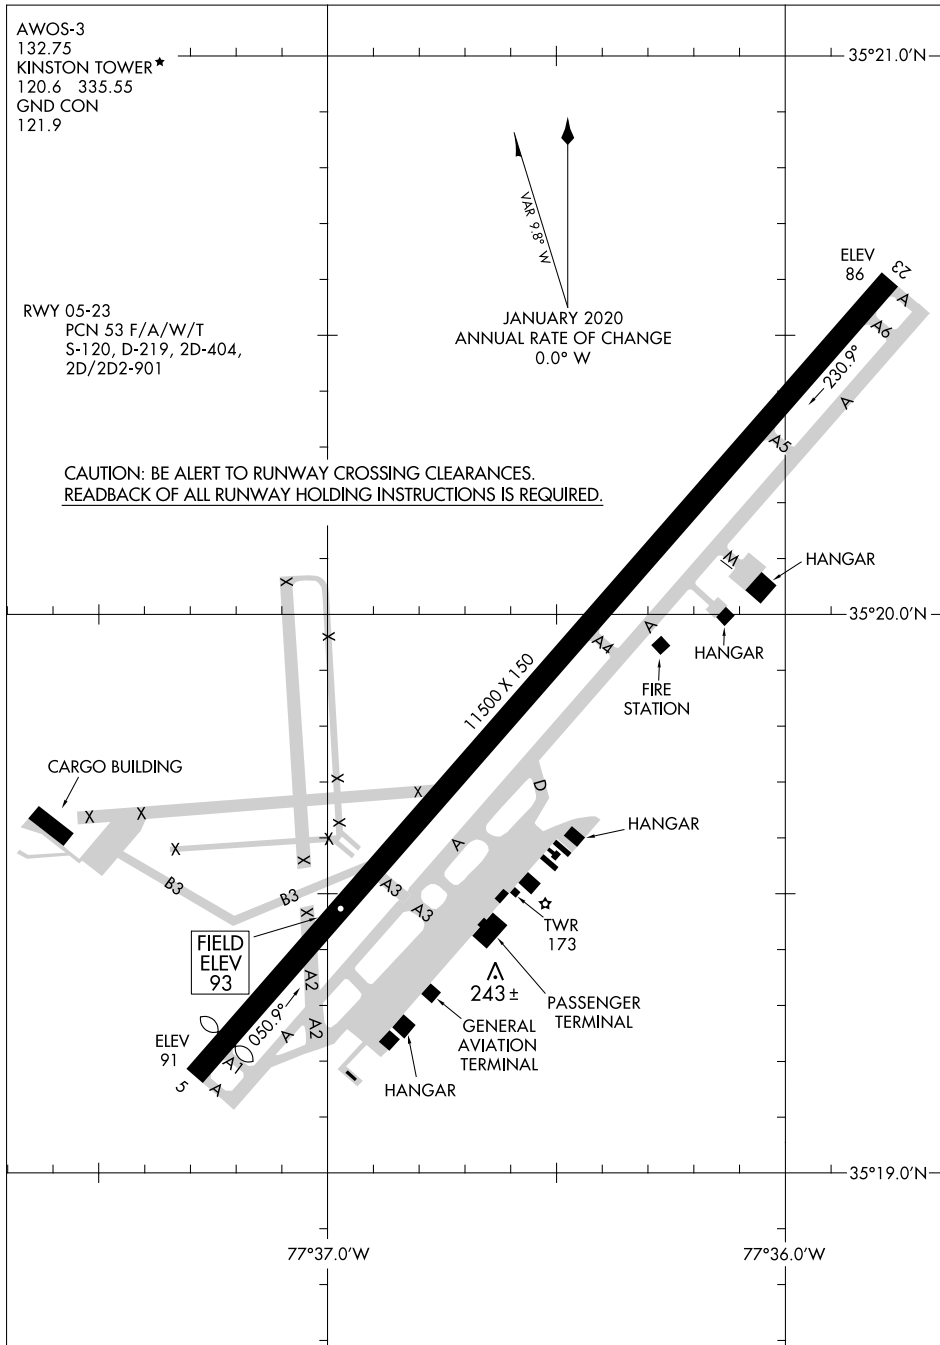 AWOS-3
132.75
KINSTON TOWER★
120.6 335.55
GND CON
121.9
35°21.0'N
VAR 9.8° W
JANUARY 2020
ANNUAL RATE OF CHANGE
0.0° W
ELEV
86
23
A
A6
RWY 05-23
PCN 53 F/A/W/T
S-120, D-219, 2D-404,
2D/2D2-901
230.9°
A
A5
CAUTION: BE ALERT TO RUNWAY CROSSING CLEARANCES.
READBACK OF ALL RUNWAY HOLDING INSTRUCTIONS IS REQUIRED.
M
HANGAR
X
35°20.0'N
X
A
A4
HANGAR
FIRE
STATION
11500 X 150
CARGO BUILDING
X
X
D
X
X
X
HANGAR
X
X
X
A
X
B3
B3
A3
A3
X
TWR
173
FIELD
ELEV
93
A2
243±
PASSENGER
TERMINAL
050.9°
A2
A
GENERAL
AVIATION
TERMINAL
ELEV
91
A1
5
A
HANGAR
35°19.0'N
77°37.0'W
77°36.0'W